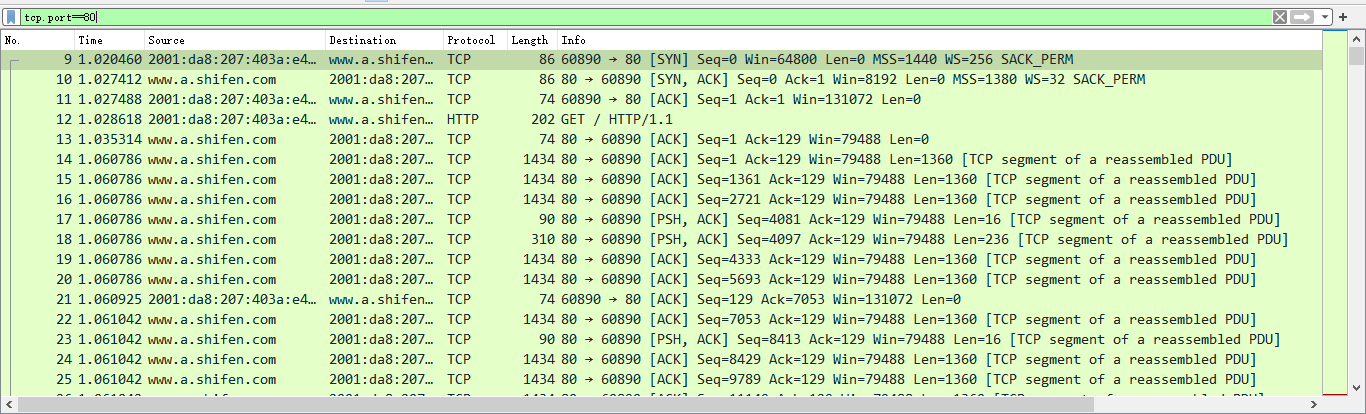 tcp.port==80
No. Time Source Destination Protocol Length Info
9 1.020460 2001:da8:207:403a:e4… www.a.shifen… TCP 86 60890 → 80 [SYN] Seq=0 Win=64800 Len=0 MSS=1440 WS=256 SACK_PERM
10 1.027412 www.a.shifen.com 2001:da8:207… TCP 86 80 → 60890 [SYN, ACK] Seq=0 Ack=1 Win=8192 Len=0 MSS=1380 WS=32 SACK_PERM
11 1.027488 2001:da8:207:403a:e4… www.a.shifen… TCP 74 60890 → 80 [ACK] Seq=1 Ack=1 Win=131072 Len=0
12 1.028618 2001:da8:207:403a:e4… www.a.shifen… HTTP 202 GET / HTTP/1.1
13 1.035314 www.a.shifen.com 2001:da8:207… TCP 74 80 → 60890 [ACK] Seq=1 Ack=129 Win=79488 Len=0
14 1.060786 www.a.shifen.com 2001:da8:207… TCP 1434 80 → 60890 [ACK] Seq=1 Ack=129 Win=79488 Len=1360 [TCP segment of a reassembled PDU]
15 1.060786 www.a.shifen.com 2001:da8:207… TCP 1434 80 → 60890 [ACK] Seq=1361 Ack=129 Win=79488 Len=1360 [TCP segment of a reassembled PDU]
16 1.060786 www.a.shifen.com 2001:da8:207… TCP 1434 80 → 60890 [ACK] Seq=2721 Ack=129 Win=79488 Len=1360 [TCP segment of a reassembled PDU]
17 1.060786 www.a.shifen.com 2001:da8:207… TCP 90 80 → 60890 [PSH, ACK] Seq=4081 Ack=129 Win=79488 Len=16 [TCP segment of a reassembled PDU]
18 1.060786 www.a.shifen.com 2001:da8:207… TCP 310 80 → 60890 [PSH, ACK] Seq=4097 Ack=129 Win=79488 Len=236 [TCP segment of a reassembled PDU]
19 1.060786 www.a.shifen.com 2001:da8:207… TCP 1434 80 → 60890 [ACK] Seq=4333 Ack=129 Win=79488 Len=1360 [TCP segment of a reassembled PDU]
20 1.060786 www.a.shifen.com 2001:da8:207… TCP 1434 80 → 60890 [ACK] Seq=5693 Ack=129 Win=79488 Len=1360 [TCP segment of a reassembled PDU]
21 1.060925 2001:da8:207:403a:e4… www.a.shifen… TCP 74 60890 → 80 [ACK] Seq=129 Ack=7053 Win=131072 Len=0
22 1.061042 www.a.shifen.com 2001:da8:207… TCP 1434 80 → 60890 [ACK] Seq=7053 Ack=129 Win=79488 Len=1360 [TCP segment of a reassembled PDU]
23 1.061042 www.a.shifen.com 2001:da8:207… TCP 90 80 → 60890 [PSH, ACK] Seq=8413 Ack=129 Win=79488 Len=16 [TCP segment of a reassembled PDU]
24 1.061042 www.a.shifen.com 2001:da8:207… TCP 1434 80 → 60890 [ACK] Seq=8429 Ack=129 Win=79488 Len=1360 [TCP segment of a reassembled PDU]
25 1.061042 www.a.shifen.com 2001:da8:207… TCP 1434 80 → 60890 [ACK] Seq=9789 Ack=129 Win=79488 Len=1360 [TCP segment of a reassembled PDU]